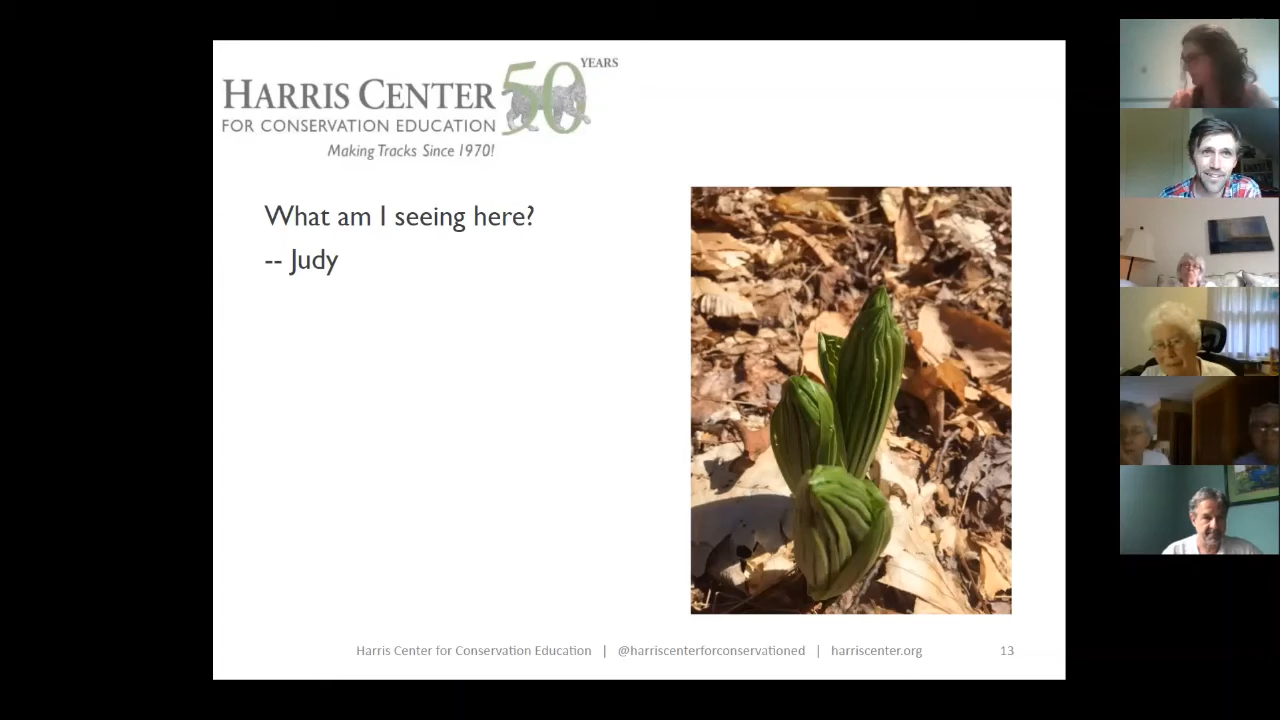 HARRIS CENTER 50 YEARS
FOR CONSERVATION EDUCATION
Making Tracks Since 1970!
What am I seeing here?
-- Judy
Harris Center for Conservation Education | @harriscenterforconservationed | harriscenter.org 13